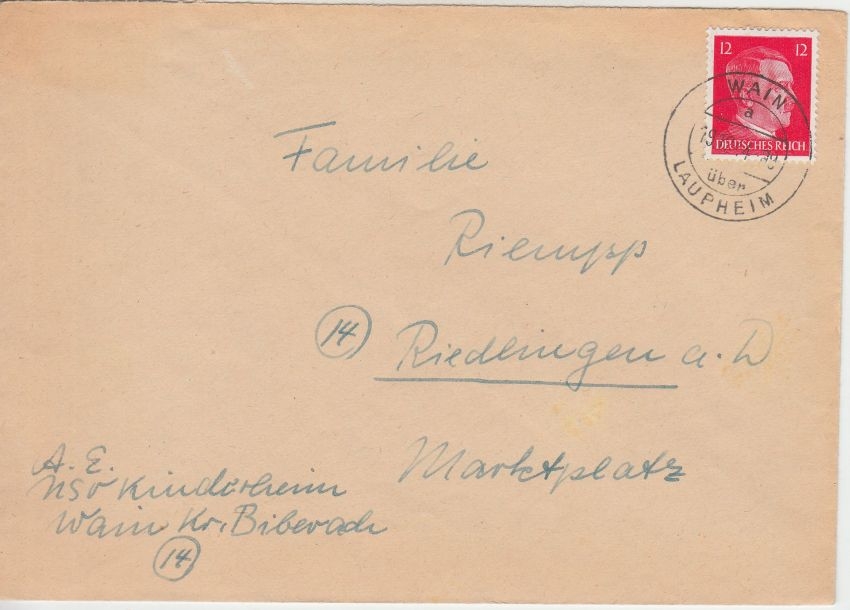 12 12
DEUTSCHES REICH
WAIN
a
über
LAUPHEIM
Familie
Riempp
14 Riedlingen a. D
Marktplatz
A. E.
NSV Kinderheim
Wain Kr. Biberach
14